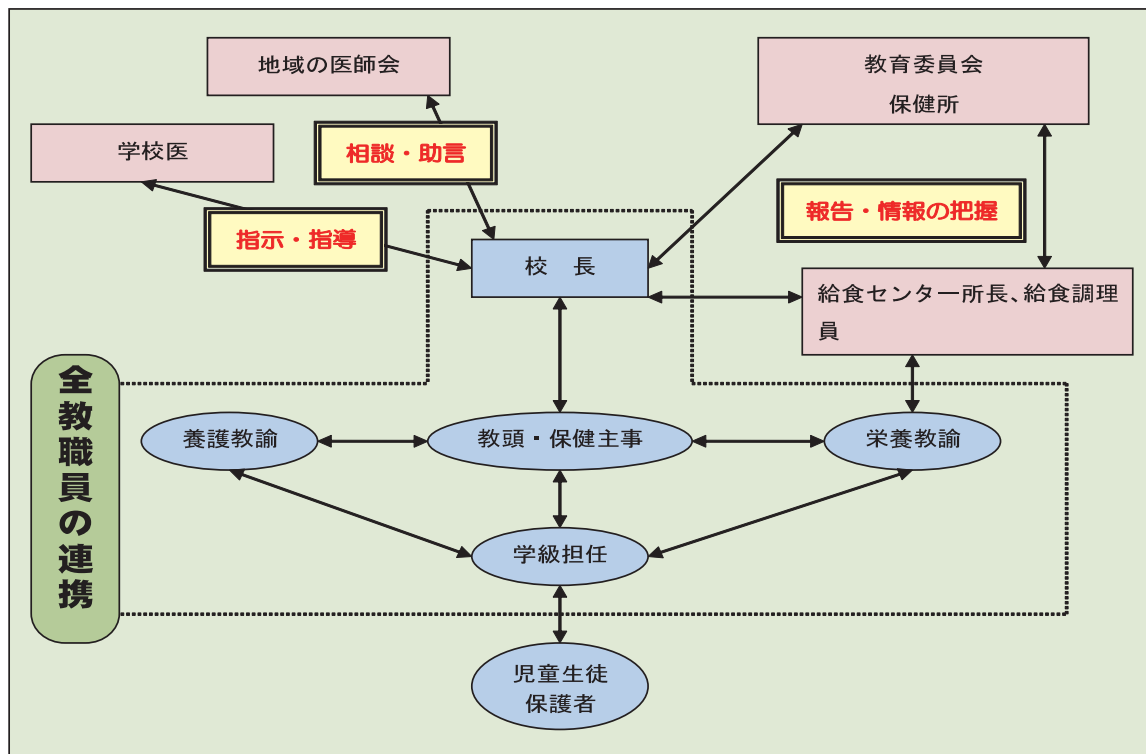 地域の医師会
教育委員会
保健所
学校医
相談・助言
指示・指導
報告・情報の把握
校　長
給食センター所長、給食調理
員
全教職員の連携
養護教諭
教頭・保健主事
栄養教諭
学級担任
児童生徒
保護者